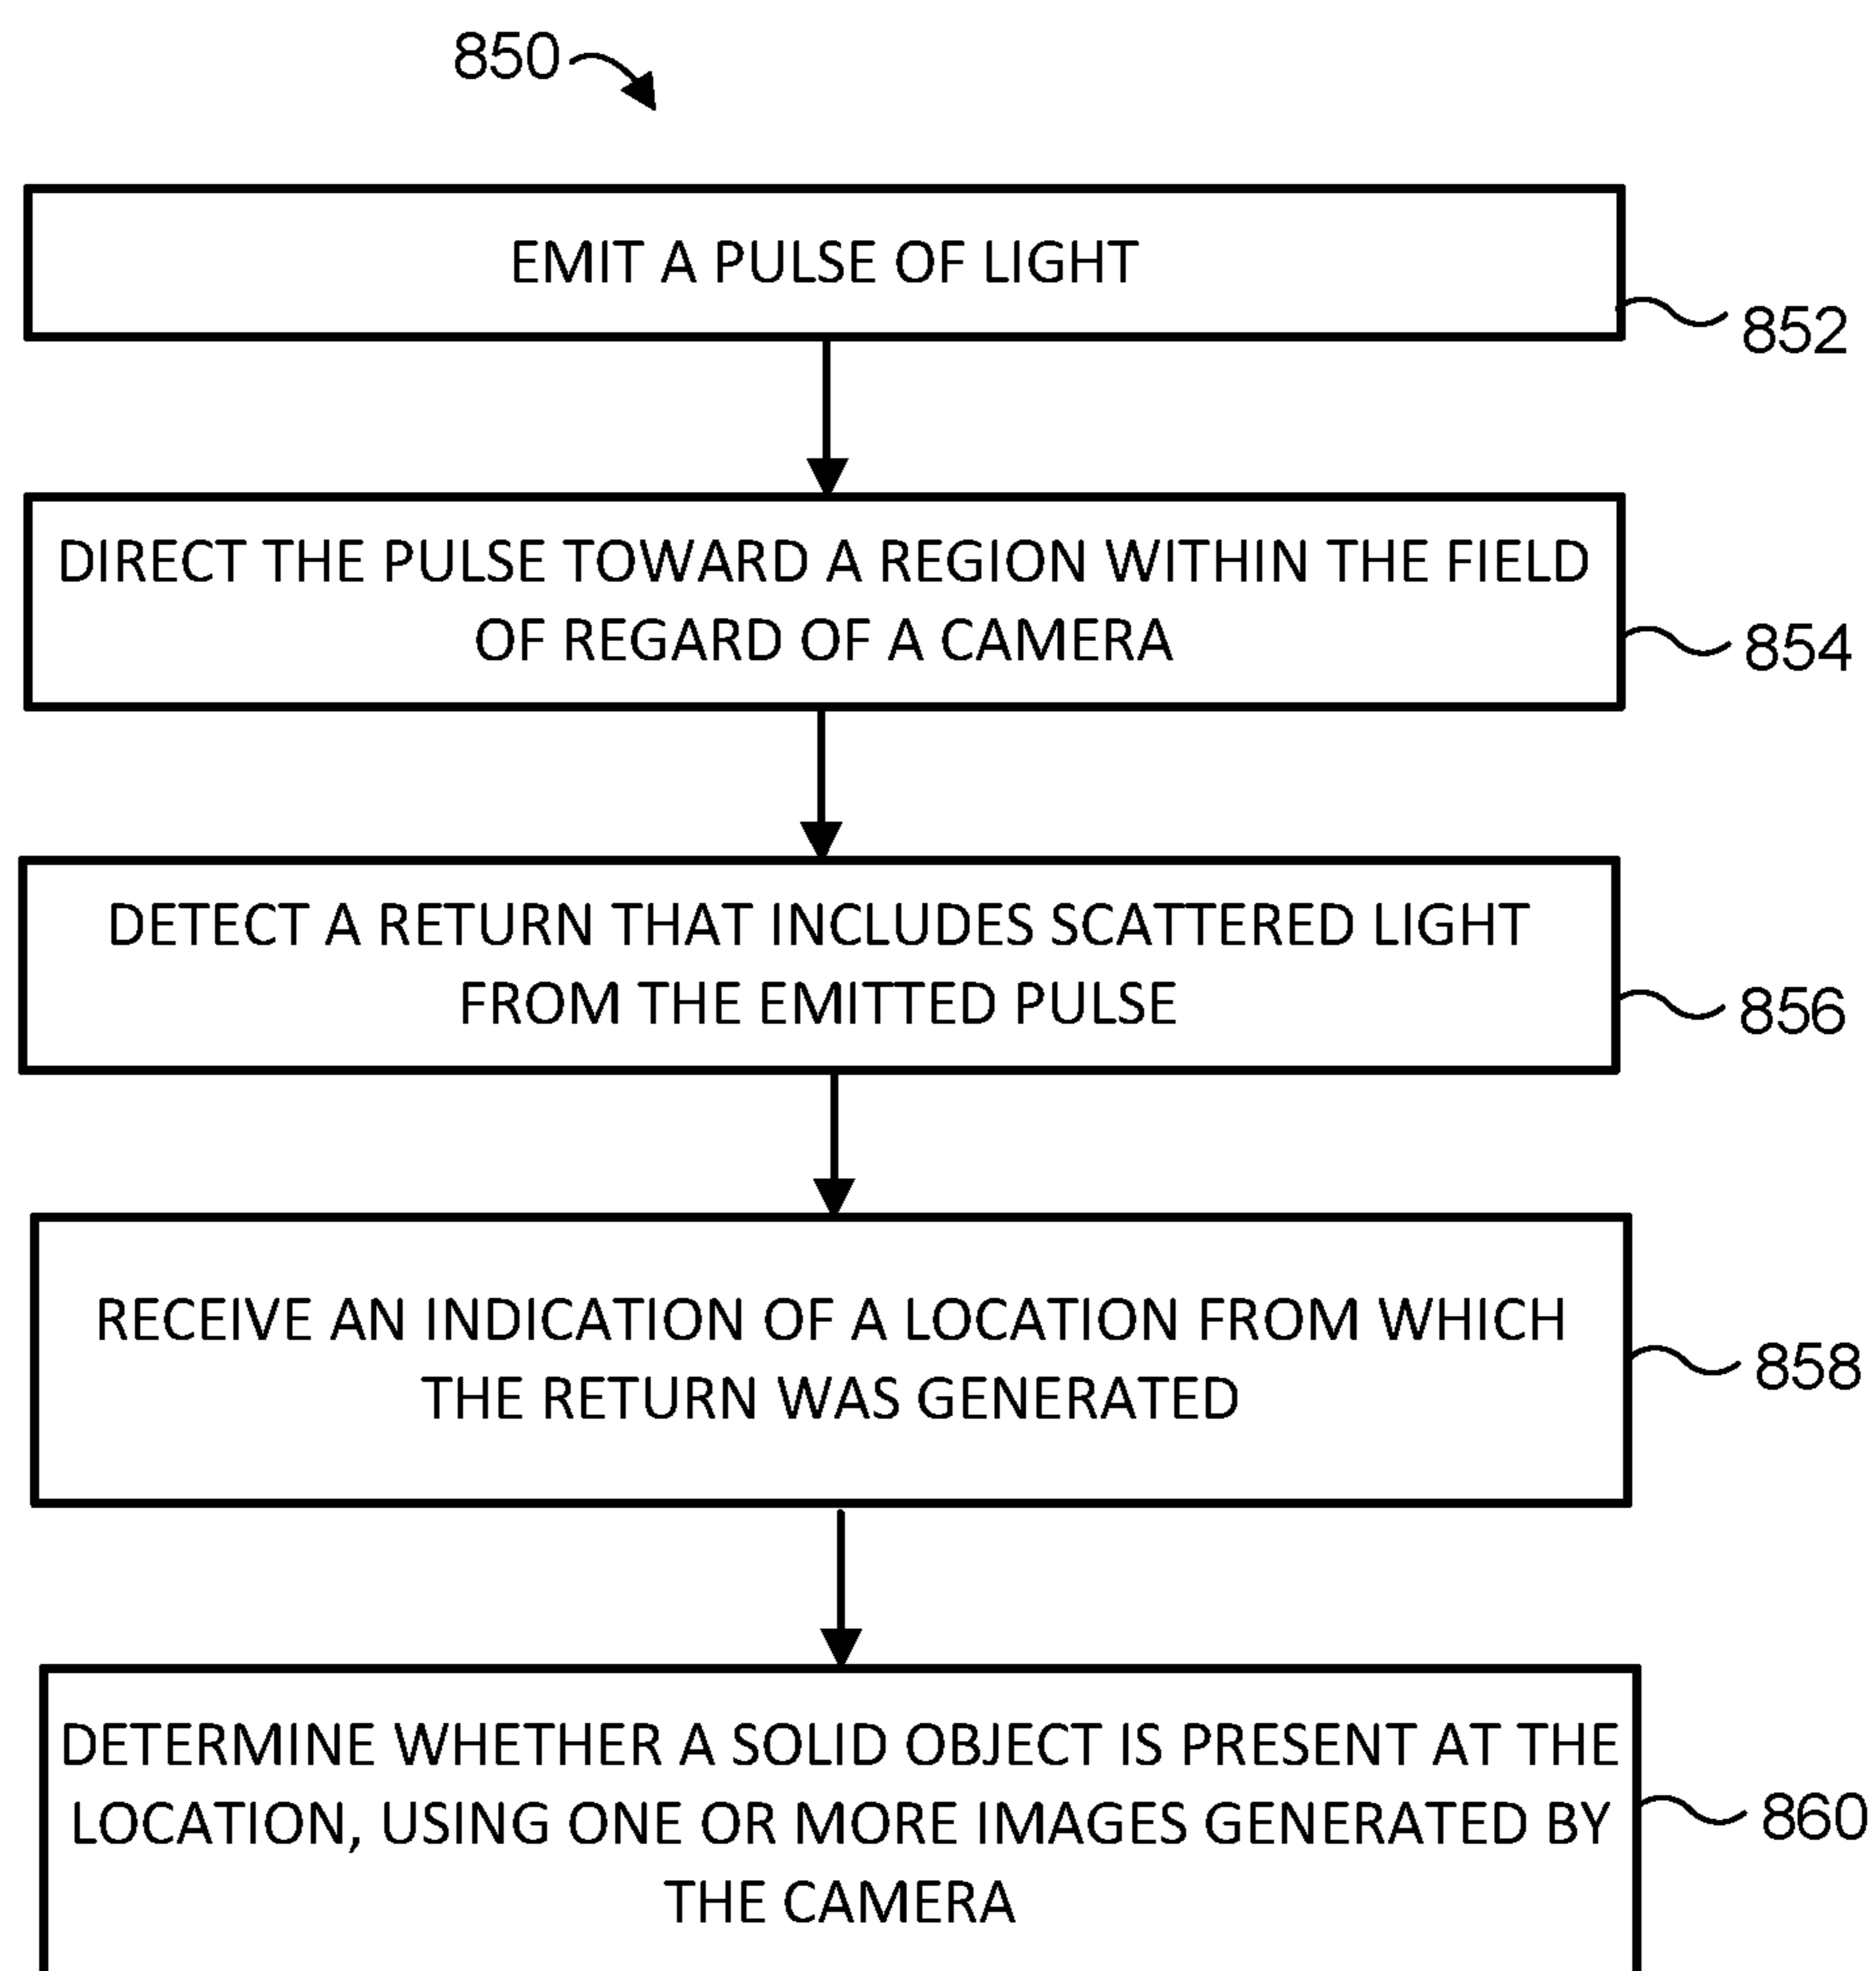 850
EMIT A PULSE OF LIGHT
852
DIRECT THE PULSE TOWARD A REGION WITHIN THE FIELD
OF REGARD OF A CAMERA
854
DETECT A RETURN THAT INCLUDES SCATTERED LIGHT
FROM THE EMITTED PULSE
856
RECEIVE AN INDICATION OF A LOCATION FROM WHICH
THE RETURN WAS GENERATED
858
DETERMINE WHETHER A SOLID OBJECT IS PRESENT AT THE
LOCATION, USING ONE OR MORE IMAGES GENERATED BY
THE CAMERA
860